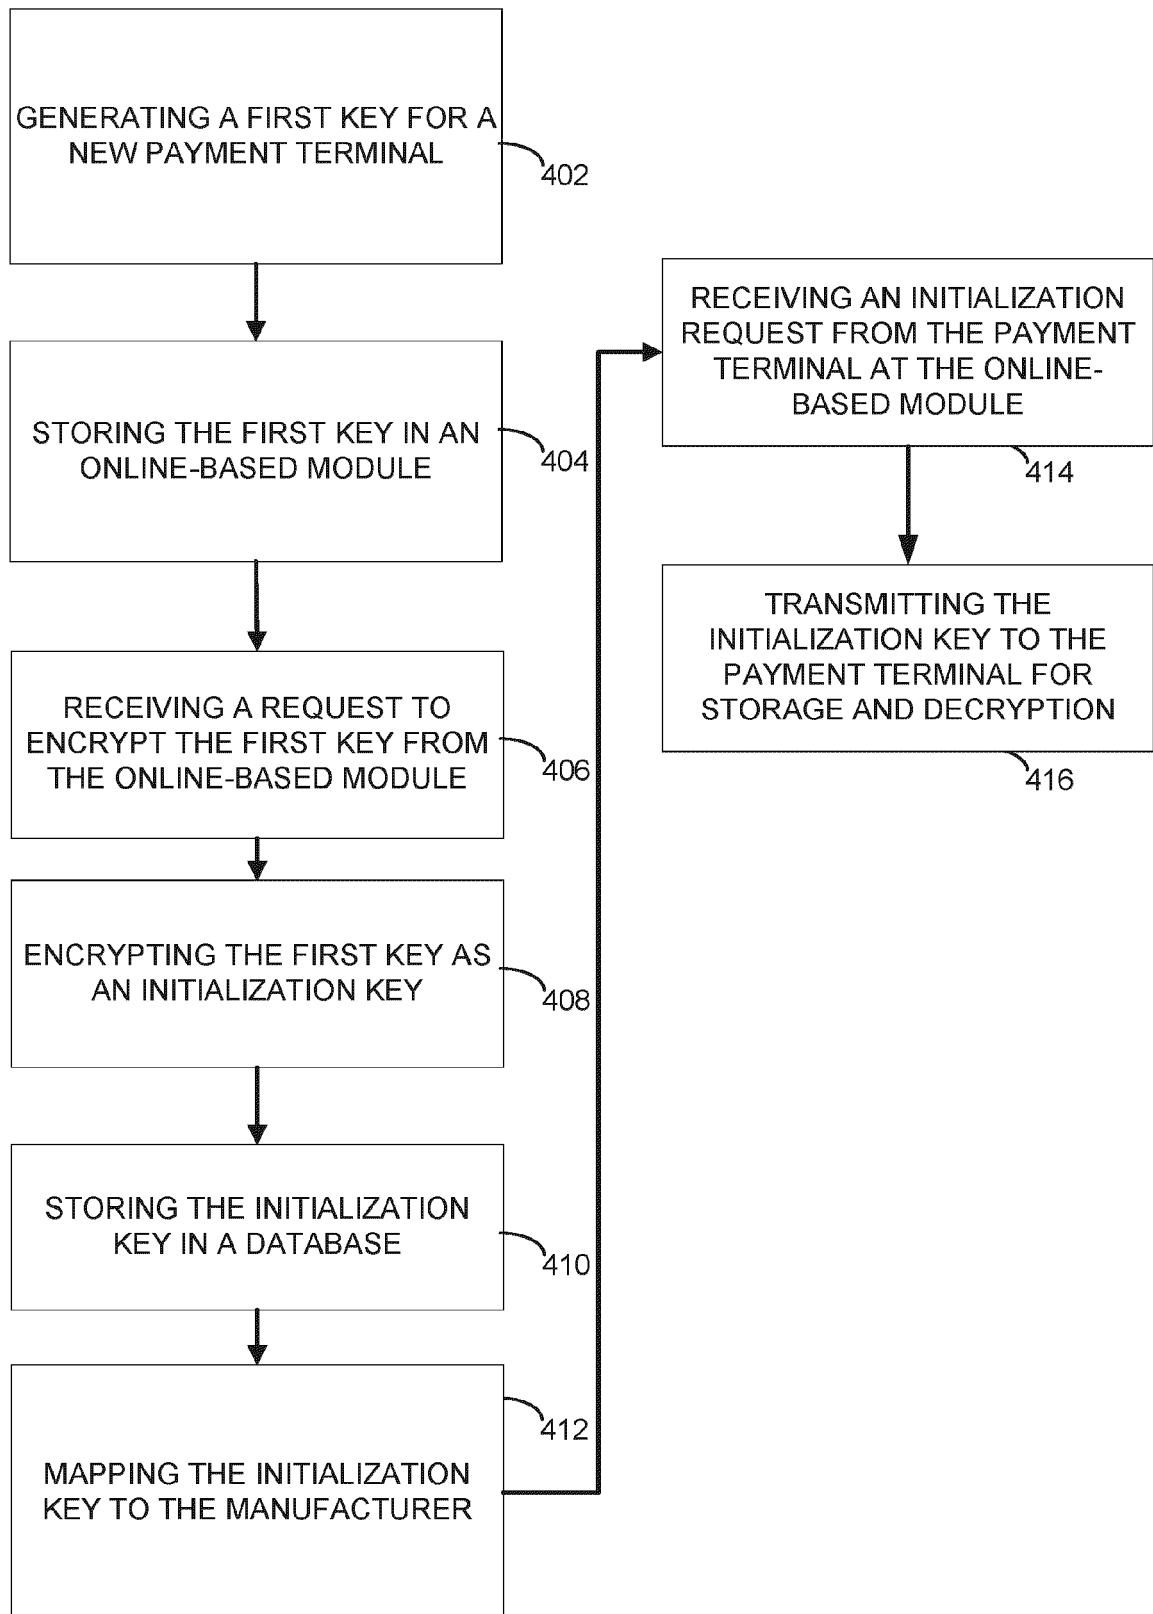 GENERATING A FIRST KEY FOR A
NEW PAYMENT TERMINAL
402
STORING THE FIRST KEY IN AN
ONLINE-BASED MODULE
404
RECEIVING A REQUEST TO
ENCRYPT THE FIRST KEY FROM
THE ONLINE-BASED MODULE
406
ENCRYPTING THE FIRST KEY AS
AN INITIALIZATION KEY
408
STORING THE INITIALIZATION
KEY IN A DATABASE
410
412
MAPPING THE INITIALIZATION
KEY TO THE MANUFACTURER
RECEIVING AN INITIALIZATION
REQUEST FROM THE PAYMENT
TERMINAL AT THE ONLINE-
BASED MODULE
414
TRANSMITTING THE
INITIALIZATION KEY TO THE
PAYMENT TERMINAL FOR
STORAGE AND DECRYPTION
416